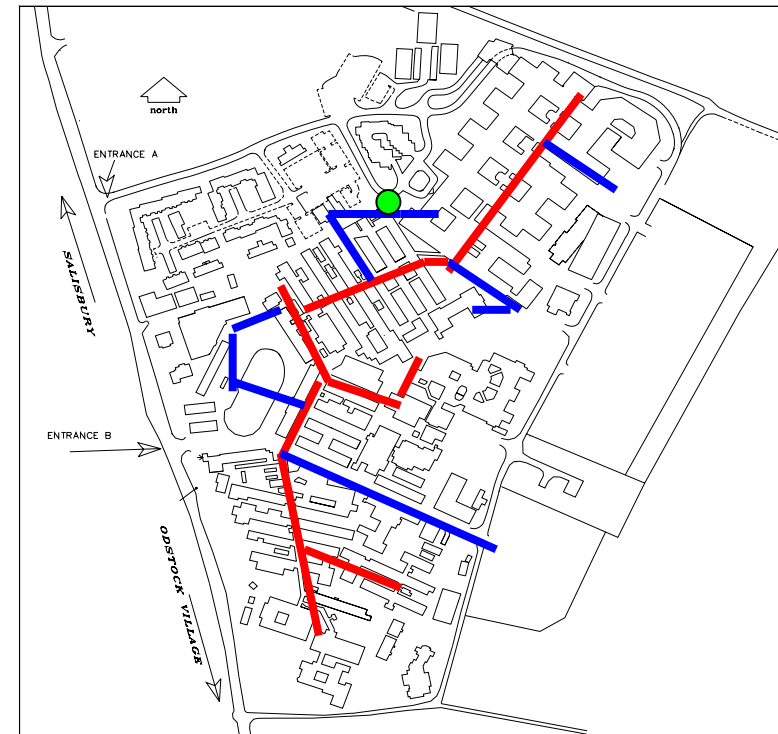 north
ENTRANCE A
SALISBURY
ENTRANCE B
ODSTOCK VILLAGE